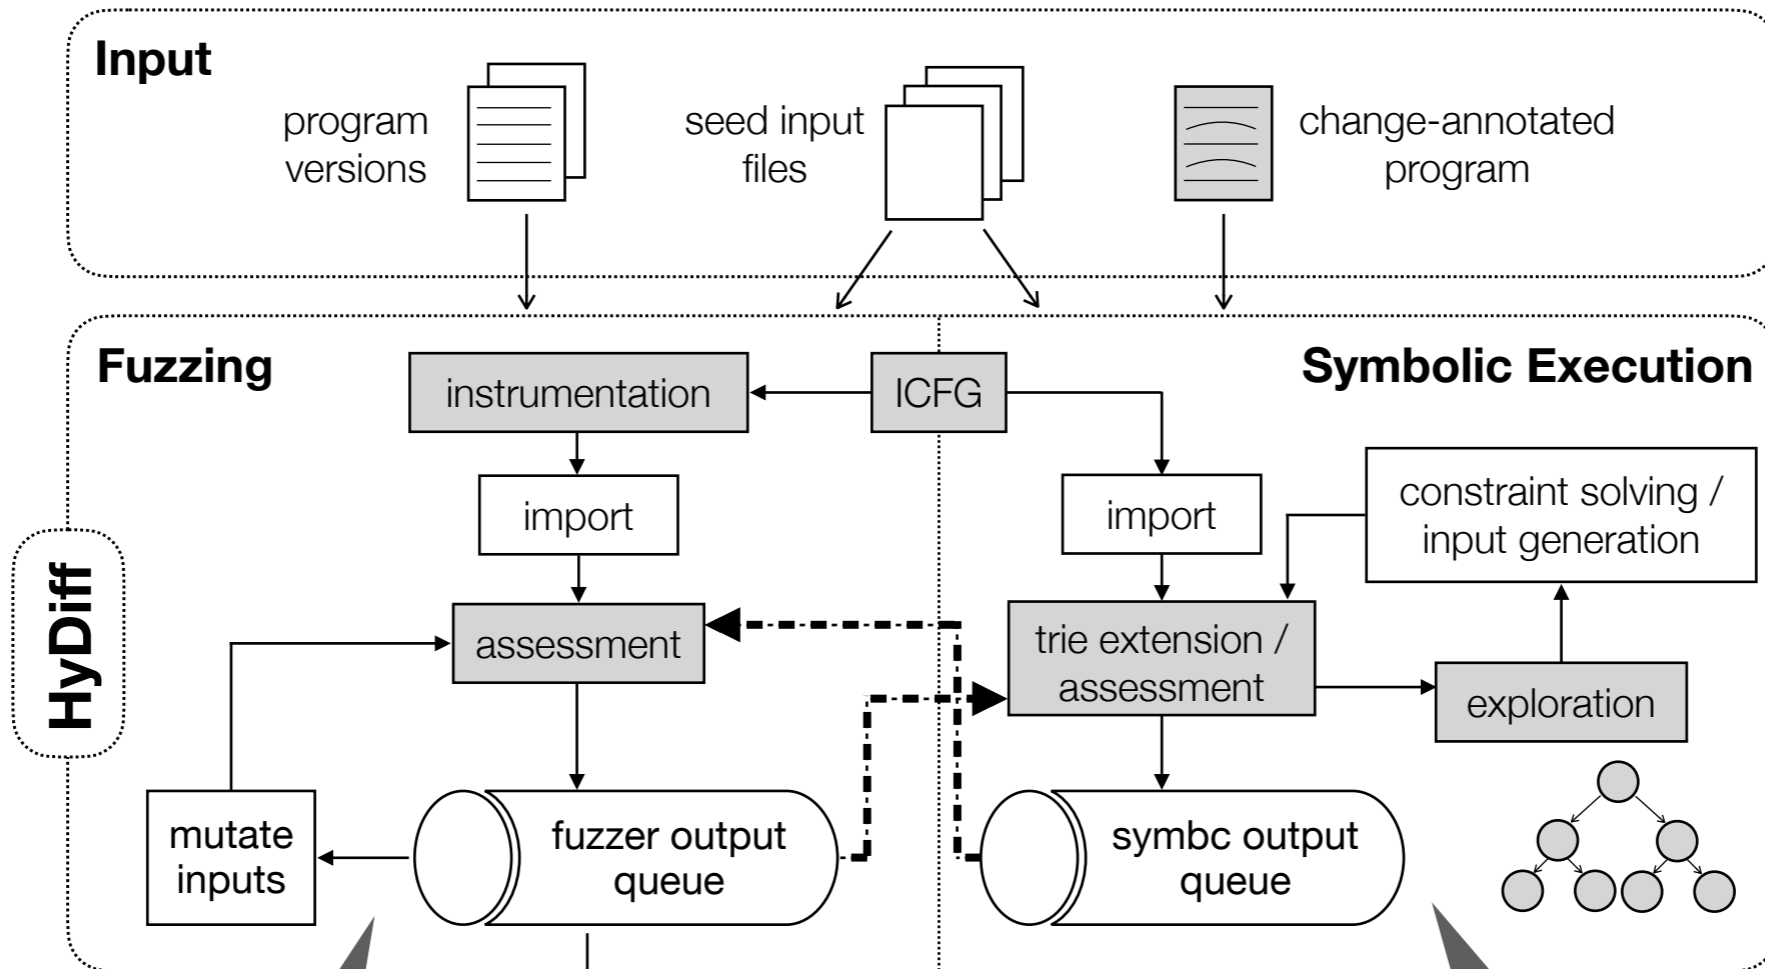 Input
program
versions
seed input
files
change-annotated
program
Fuzzing
Symbolic Execution
instrumentation
ICFG
import
import
constraint solving /
input generation
HyDiff
assessment
trie extension /
assessment
exploration
mutate
inputs
fuzzer output
queue
symbc output
queue